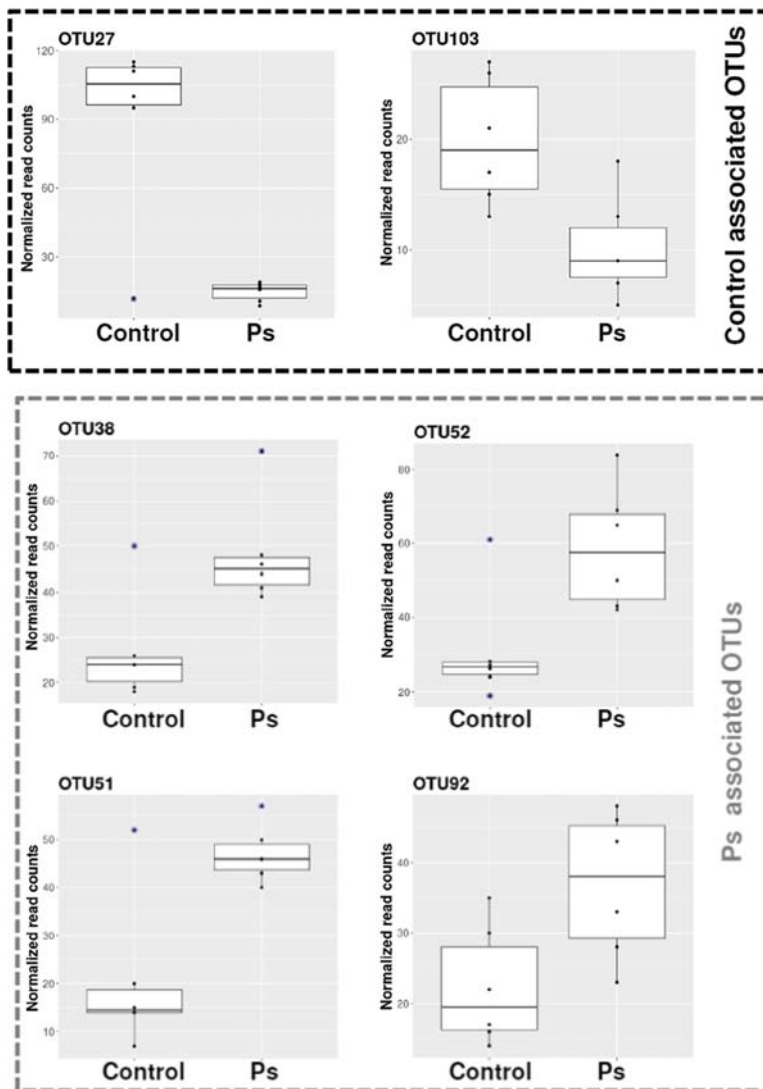 OTU27
Normalized read counts
120
90
60
30
Control Ps
OTU103
Normalized read counts
20
10
Control Ps
Control associated OTUs
OTU38
Normalized read counts
70
60
50
40
30
20
Control Ps
OTU52
Normalized read counts
80
60
40
20
Control Ps
OTU51
Normalized read counts
50
40
30
20
10
Control Ps
OTU92
Normalized read counts
40
30
20
Control Ps
Ps associated OTUs